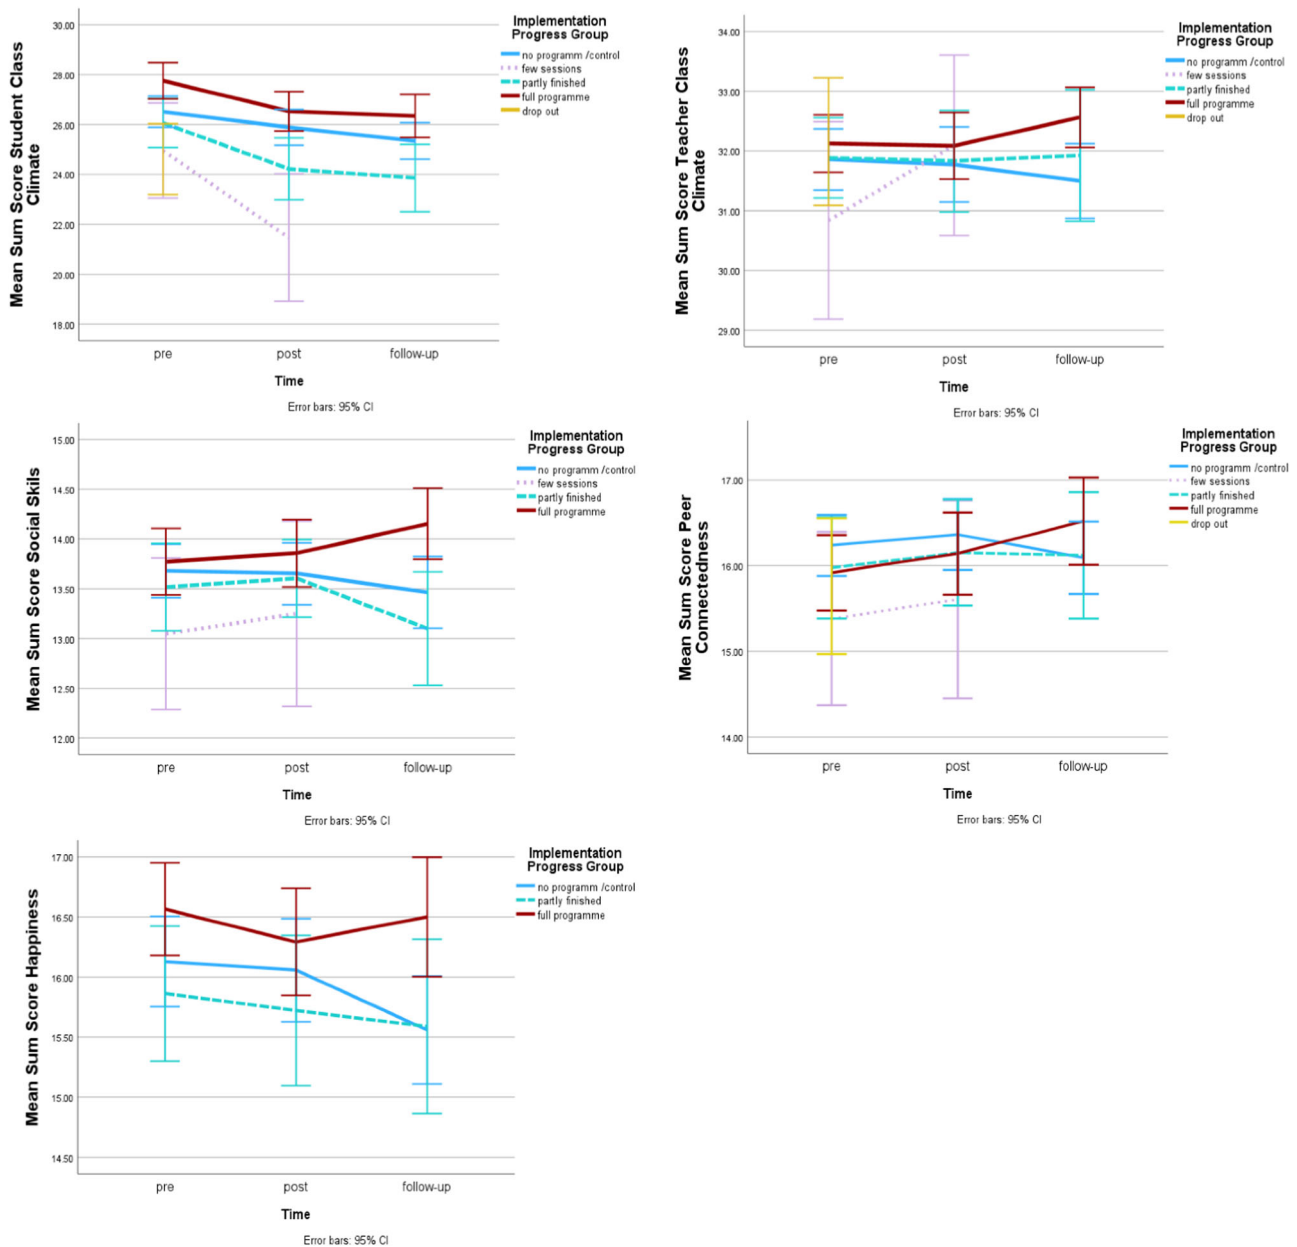 Mean Sum Score Student Class
Climate
30.00
28.00
26.00
24.00
22.00
20.00
18.00
pre
post
follow-up
Time
Error bars: 95% CI
Implementation
Progress Group
no programm /control
few sessions
partly finished
full programme
drop out
Mean Sum Score Teacher Class
Climate
34.00
33.00
32.00
31.00
30.00
29.00
pre
post
follow-up
Time
Error bars: 95% CI
Implementation
Progress Group
no programm /control
few sessions
partly finished
full programme
drop out
Mean Sum Score Social Skils
15.00
14.50
14.00
13.50
13.00
12.50
12.00
pre
post
follow-up
Time
Error bars: 95% CI
Implementation
Progress Group
no programm /control
few sessions
partly finished
full programme
Mean Sum Score Peer
Connectedness
17.00
16.00
15.00
14.00
pre
post
follow-up
Time
Error bars: 95% CI
Implementation
Progress Group
no programm /control
few sessions
partly finished
full programme
drop out
Mean Sum Score Happiness
17.00
16.50
16.00
15.50
15.00
14.50
pre
post
follow-up
Time
Error bars: 95% CI
Implementation
Progress Group
no programm /control
partly finished
full programme